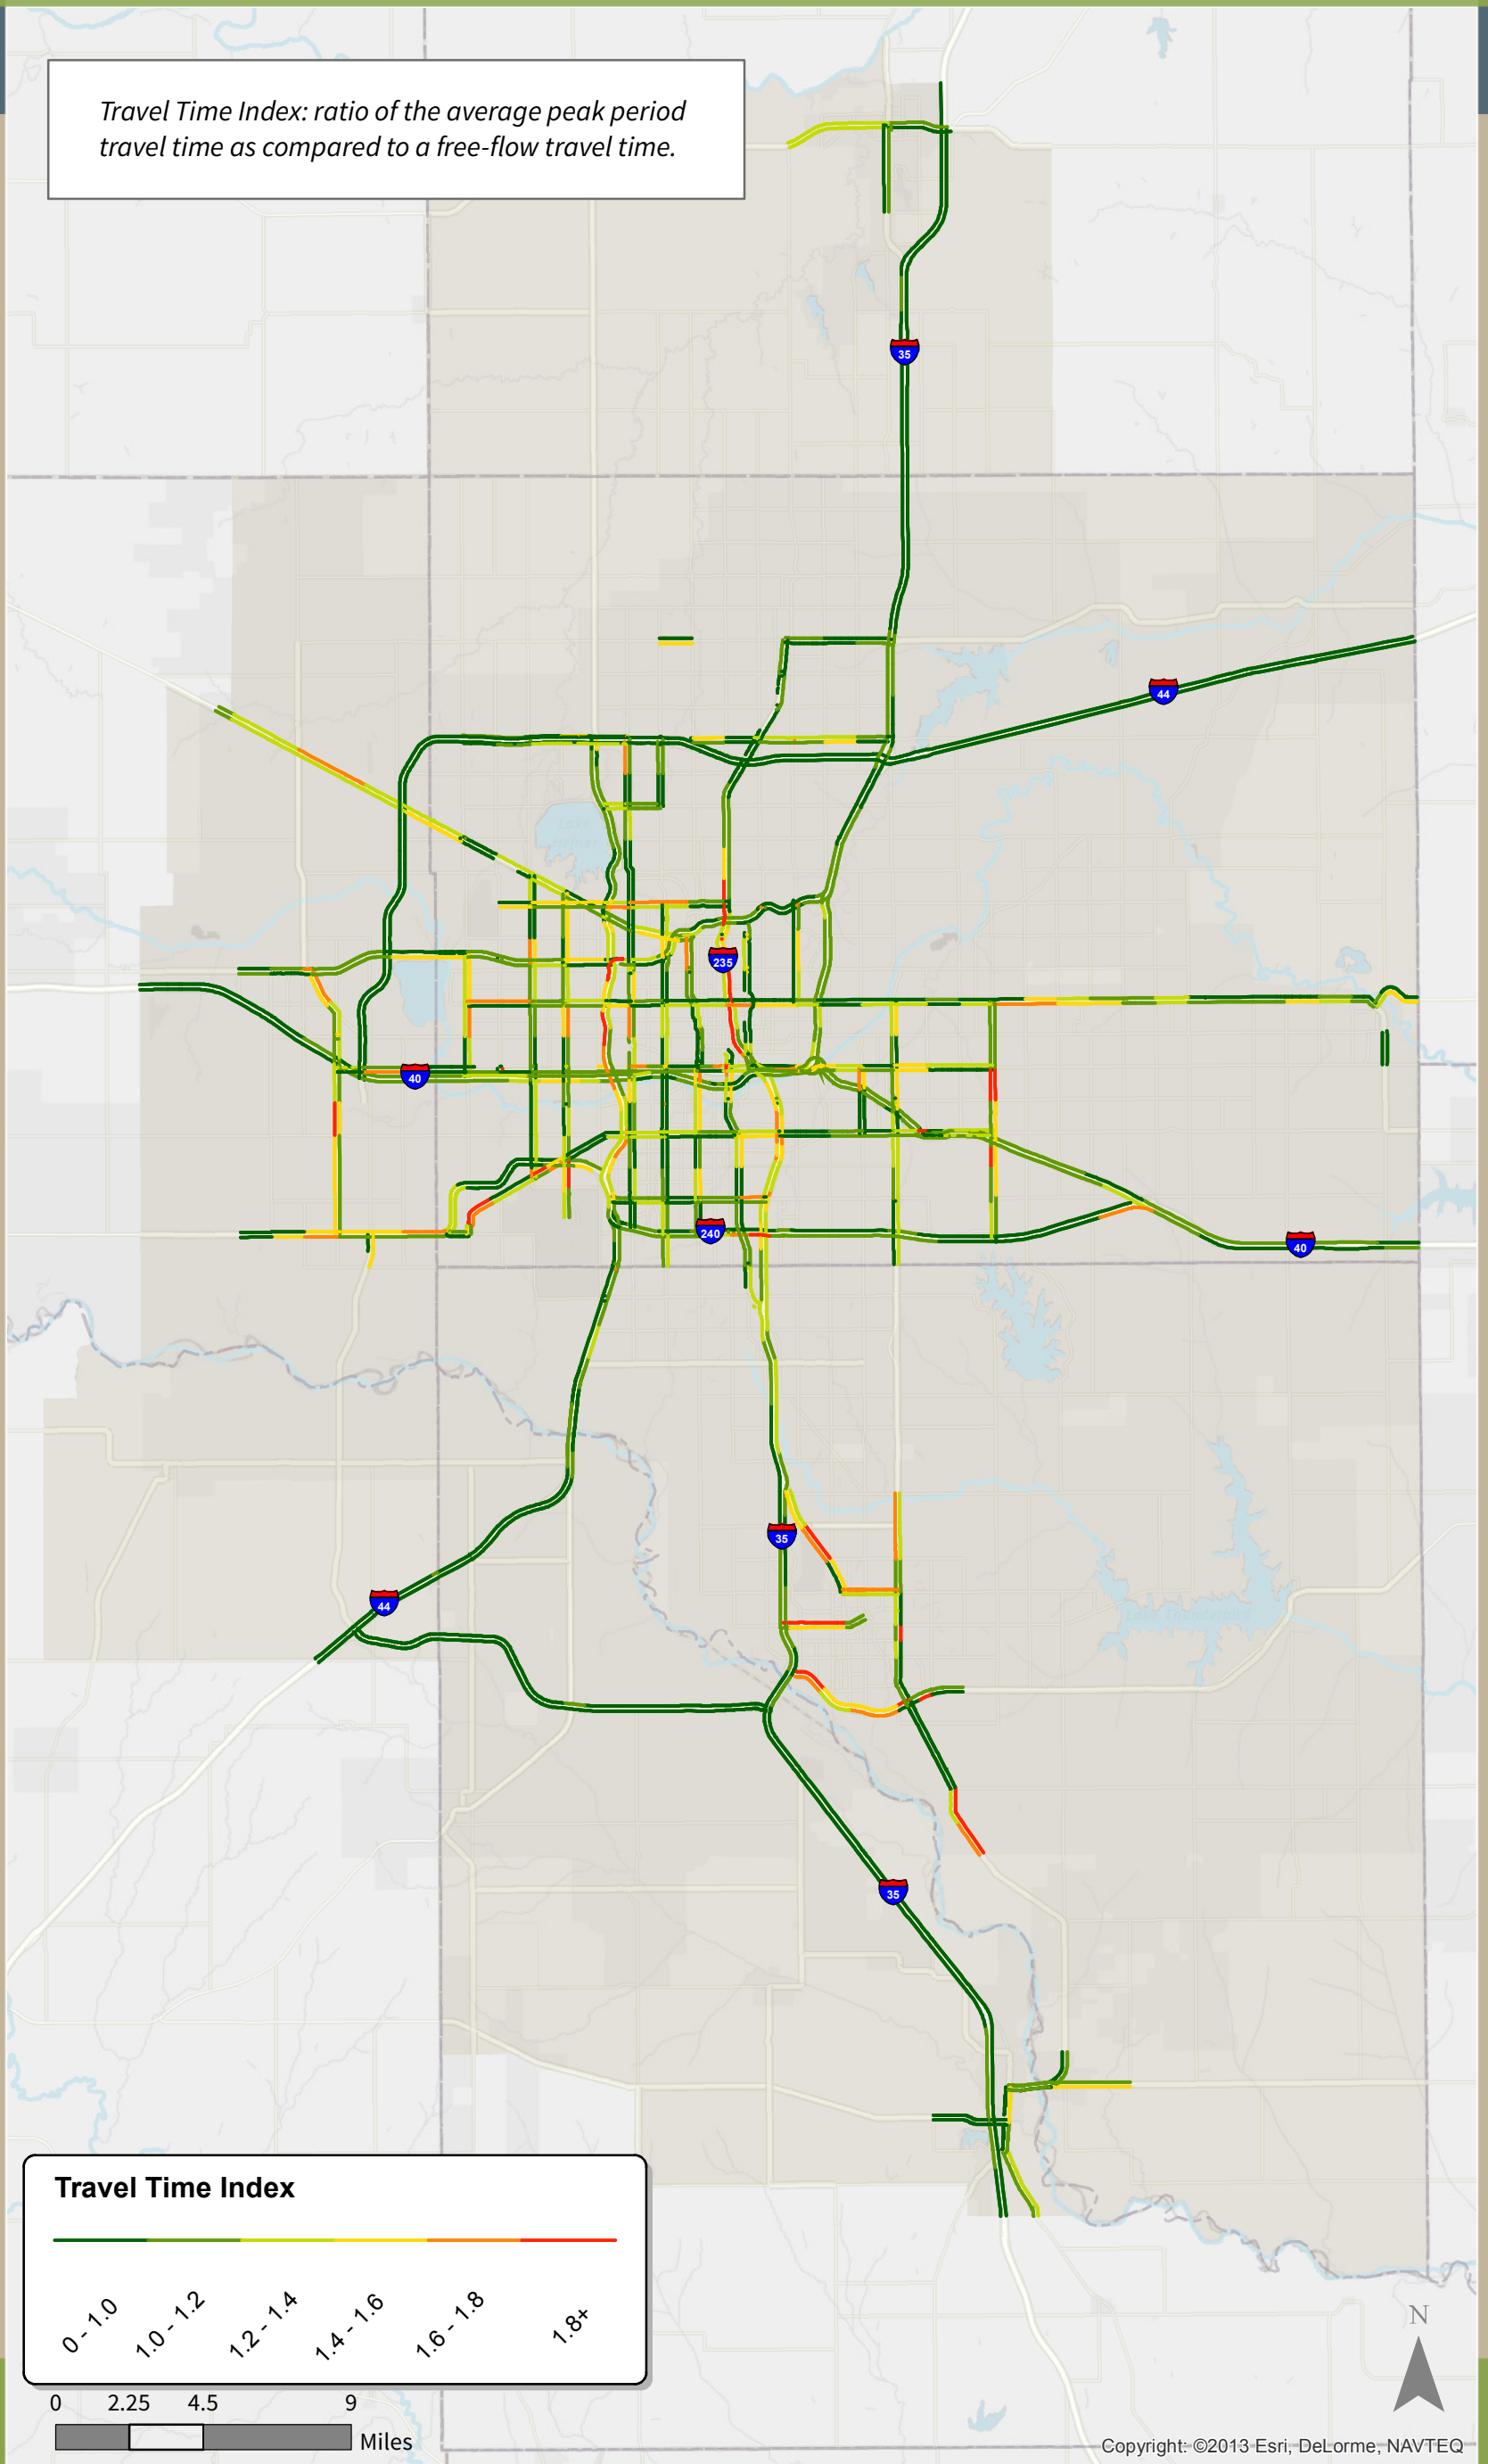 Travel Time Index: ratio of the average peak period
travel time as compared to a free-flow travel time.
35
44
235
40
240
40
35
44
35
Travel Time Index
0 - 1.0
1.0 - 1.2
1.2 - 1.4
1.4 - 1.6
1.6 - 1.8
1.8+
0 2.25 4.5 9
Miles
N
Copyright: ©2013 Esri, DeLorme, NAVTEQ